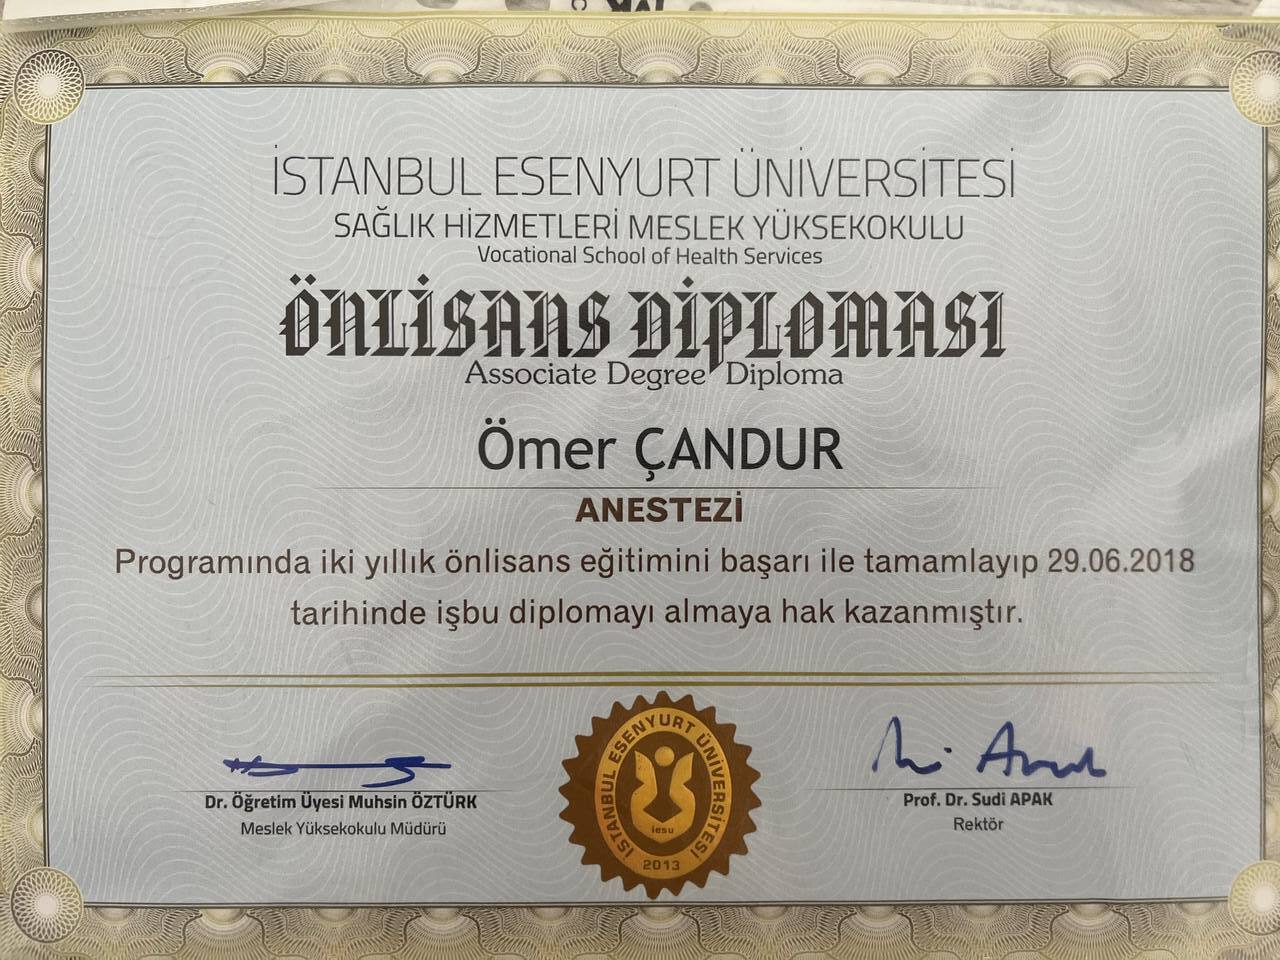 İSTANBUL ESENYURT ÜNİVERSİTESİ
SAĞLIK HİZMETLERİ MESLEK YÜKSEKOKULU
Vocational School of Health Services
ÖNLİSANS DİPLOMASI
Associate Degree Diploma
Ömer ÇANDUR
ANESTEZİ
Programında iki yıllık önlisans eğitimini başarı ile tamamlayıp 29.06.2018
tarihinde işbu diplomayı almaya hak kazanmıştır.
Dr. Öğretim Üyesi Muhsin ÖZTÜRK
Meslek Yüksekokulu Müdürü
İSTANBUL ESENYURT ÜNİVERSİTESİ
iesu
2013
Prof. Dr. Sudi APAK
Rektör